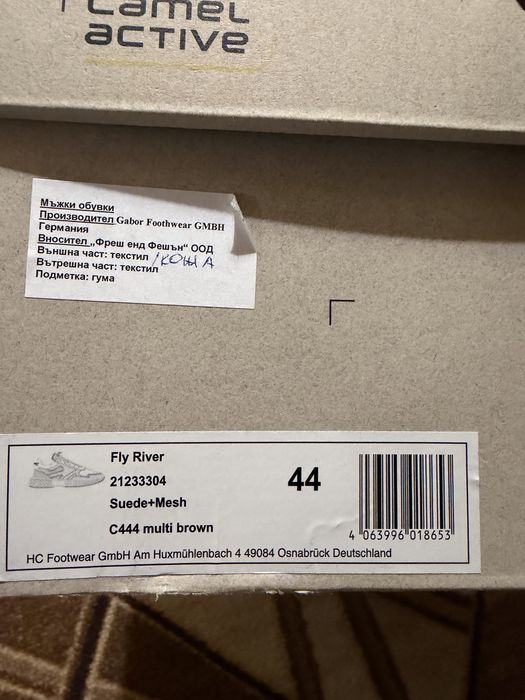 camel
active
Мъжки обувки
Производител Gabor Footwear GMBH
Германия
Вносител „Фреш енд Фешън“ ООД
Външна част: текстил /КОЖА
Вътрешна част: текстил
Подметка: гума
Fly River
21233304
Suede+Mesh
C444 multi brown
44
4 063996 018653
HC Footwear GmbH Am Huxmühlenbach 4 49084 Osnabrück Deutschland